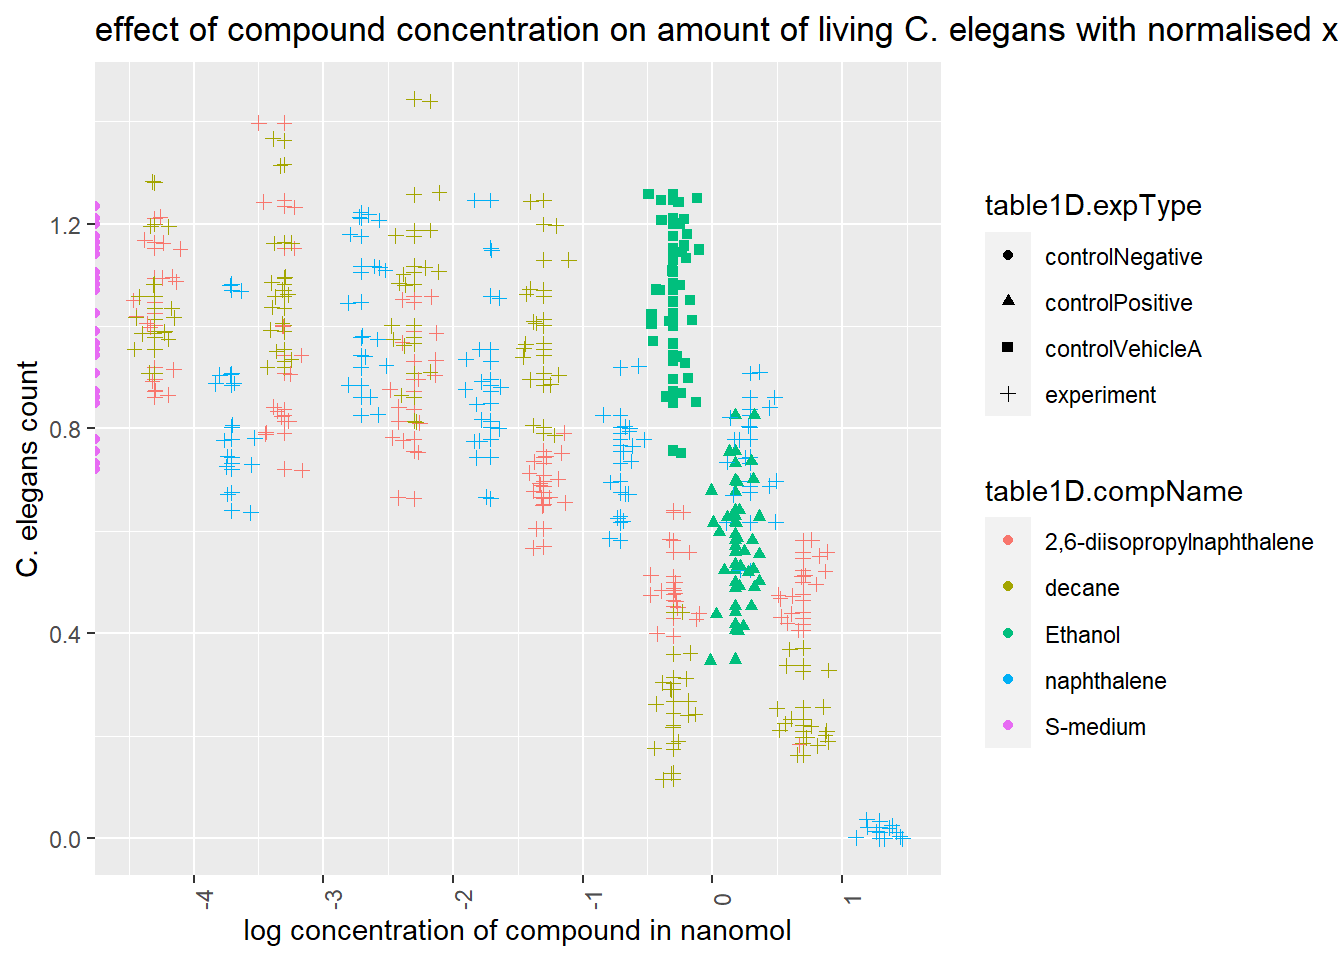 effect of compound concentration on amount of living C. elegans with normalised x
C. elegans count
1.2
0.8
0.4
0.0
-4
-3
-2
-1
0
1
log concentration of compound in nanomol
table1D.expType
controlNegative
controlPositive
controlVehicleA
experiment
table1D.compName
2,6-diisopropylnaphthalene
decane
Ethanol
naphthalene
S-medium